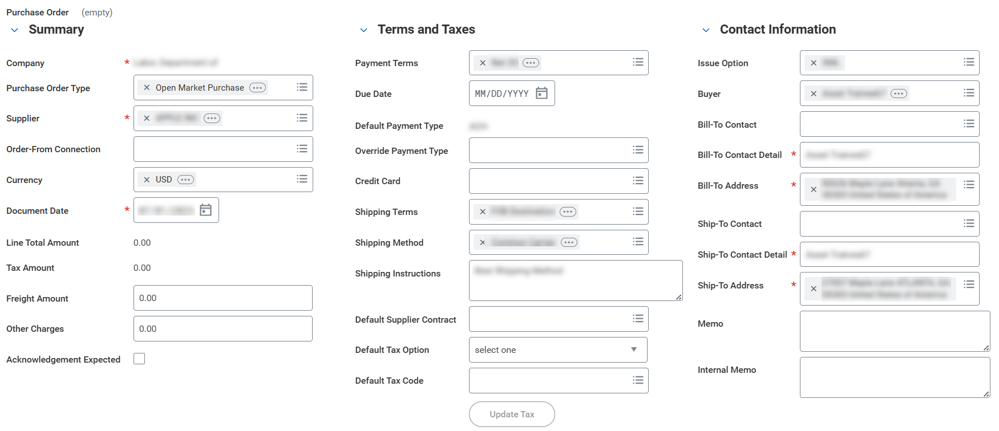 Purchase Order (empty)
Summary
Company *
Purchase Order Type Open Market Purchase
Supplier *
Order-From Connection
Currency USD
Document Date *
Line Total Amount 0.00
Tax Amount 0.00
Freight Amount 0.00
Other Charges 0.00
Acknowledgement Expected
Terms and Taxes
Payment Terms
Due Date MM/DD/YYYY
Default Payment Type
Override Payment Type
Credit Card
Shipping Terms
Shipping Method
Shipping Instructions
Default Supplier Contract
Default Tax Option select one
Default Tax Code
Update Tax
Contact Information
Issue Option
Buyer
Bill-To Contact
Bill-To Contact Detail *
Bill-To Address *
Ship-To Contact
Ship-To Contact Detail *
Ship-To Address *
Memo
Internal Memo